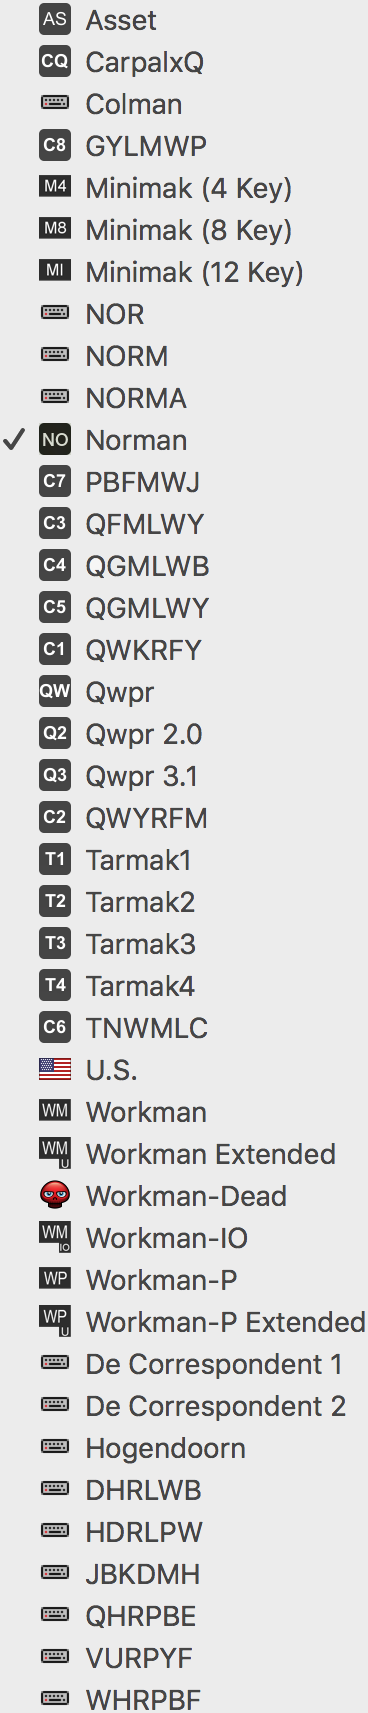 AS Asset
CQ CarpalxQ
Colman
C8 GYLMWP
M4 Minimak (4 Key)
M8 Minimak (8 Key)
MI Minimak (12 Key)
NOR
NORM
NORMA
✓ NO Norman
C7 PBFMWJ
C3 QFMLWY
C4 QGMLWB
C5 QGMLWY
C1 QWKRFY
QW Qwpr
Q2 Qwpr 2.0
Q3 Qwpr 3.1
C2 QWYRFM
T1 Tarmak1
T2 Tarmak2
T3 Tarmak3
T4 Tarmak4
C6 TNWMLC
U.S.
WM Workman
WM U Workman Extended
Workman-Dead
WM IO Workman-IO
WP Workman-P
WP U Workman-P Extended
De Correspondent 1
De Correspondent 2
Hogendoorn
DHRLWB
HDRLPW
JBKDMH
QHRPBE
VURPYF
WHRPBF